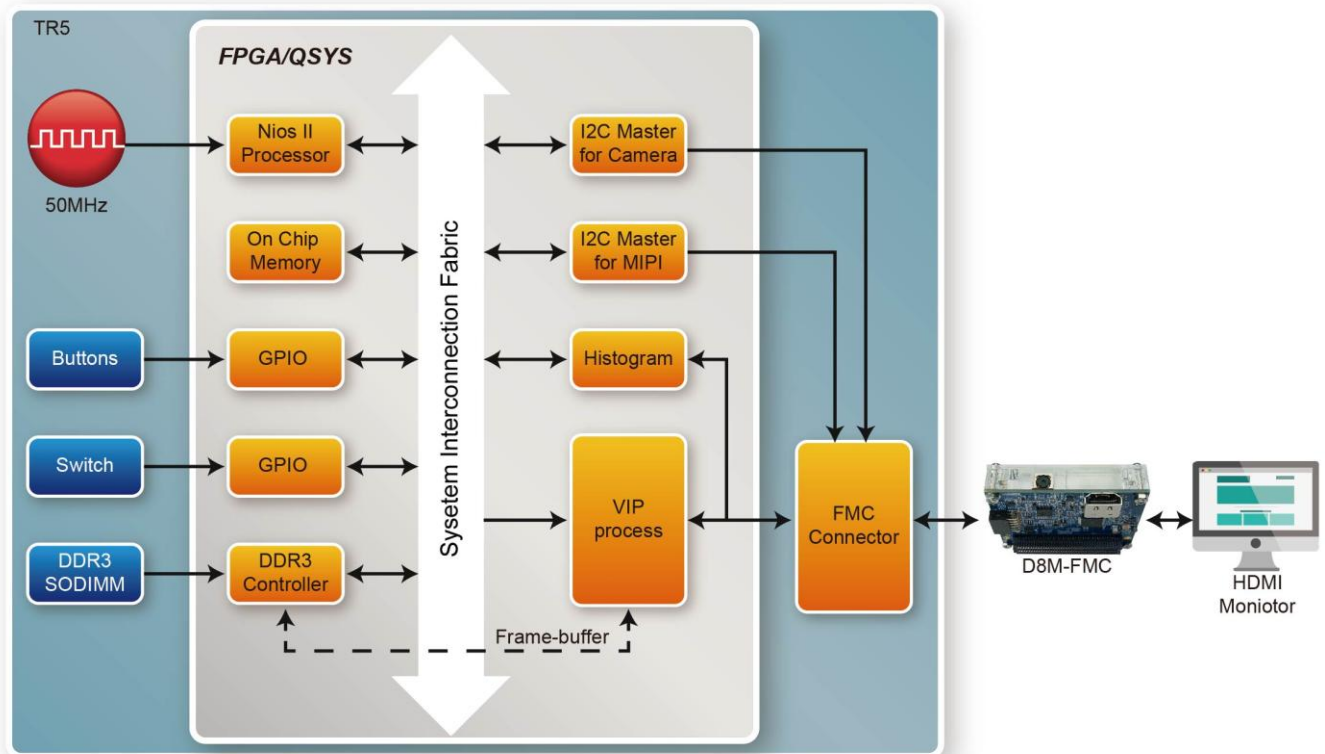 TR5
FPGA/QSYS
50MHz
Nios II
Processor
I2C Master
for Camera
On Chip
Memory
I2C Master
for MIPI
Buttons
GPIO
Histogram
Switch
GPIO
VIP
process
FMC
Connector
DDR3
SODIMM
DDR3
Controller
Sysetem Interconnection Fabric
Frame-buffer
D8M-FMC
HDMI
Moniotor